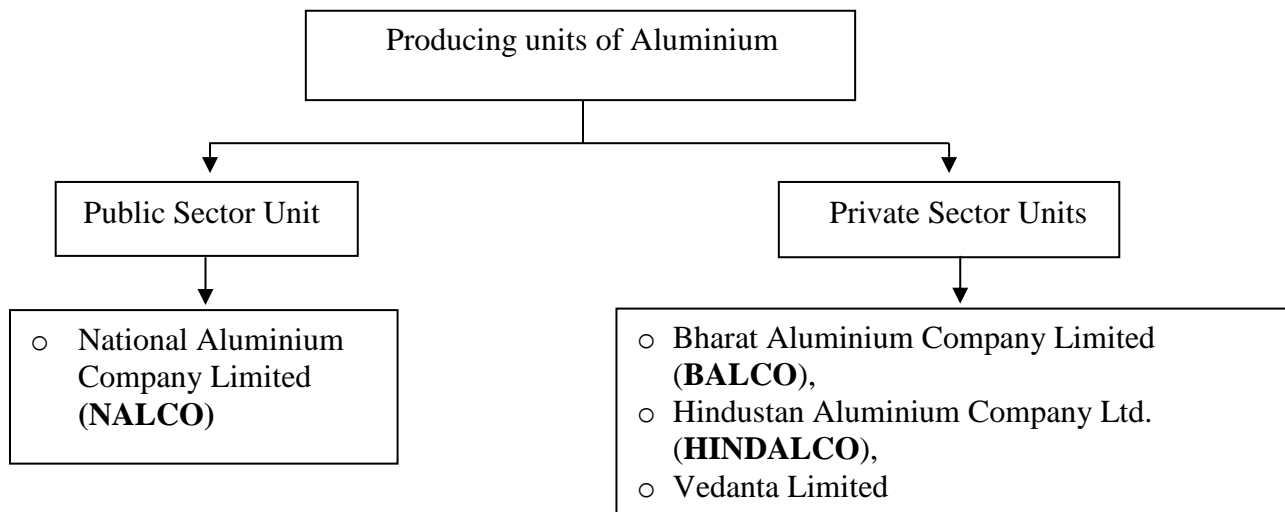 Producing units of Aluminium
Public Sector Unit
Private Sector Units
o National Aluminium
Company Limited
(NALCO)
o Bharat Aluminium Company Limited
(BALCO),
o Hindustan Aluminium Company Ltd.
(HINDALCO),
o Vedanta Limited